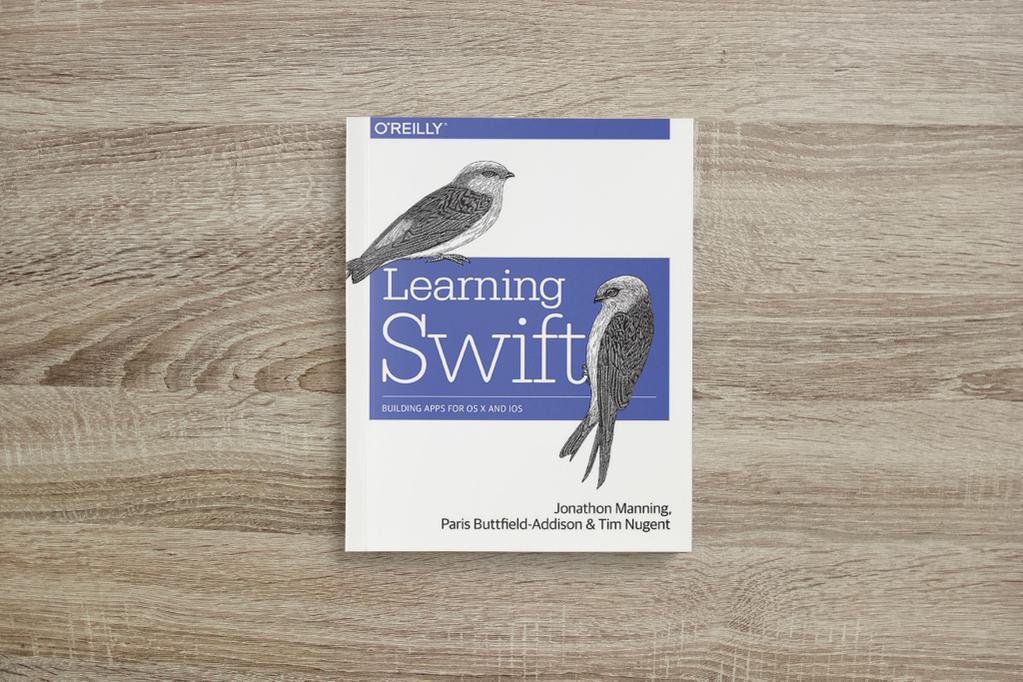 O'REILLY®
Learning
Swift
BUILDING APPS FOR OS X AND IOS
Jonathon Manning,
Paris Buttfield-Addison & Tim Nugent